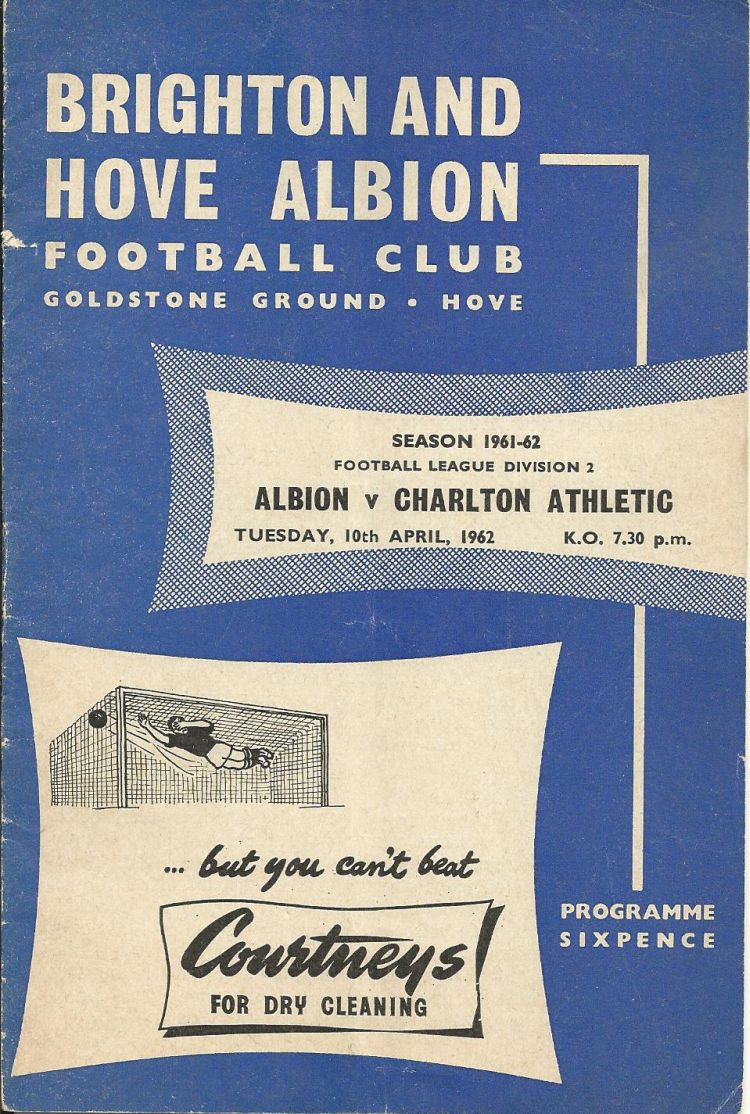 BRIGHTON AND
HOVE ALBION
FOOTBALL CLUB
GOLDSTONE GROUND • HOVE
SEASON 1961-62
FOOTBALL LEAGUE DIVISION 2
ALBION v CHARLTON ATHLETIC
TUESDAY, 10th APRIL, 1962 K.O. 7.30 p.m.
... but you can't beat
Courtneys!
FOR DRY CLEANING
PROGRAMME
SIXPENCE